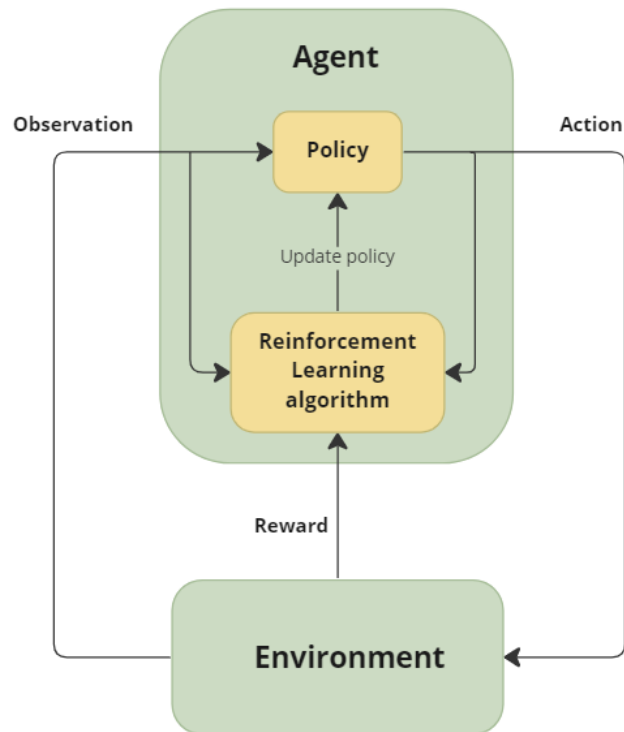 Agent
Observation
Action
Policy
Update policy
Reinforcement
Learning
algorithm
Reward
Environment